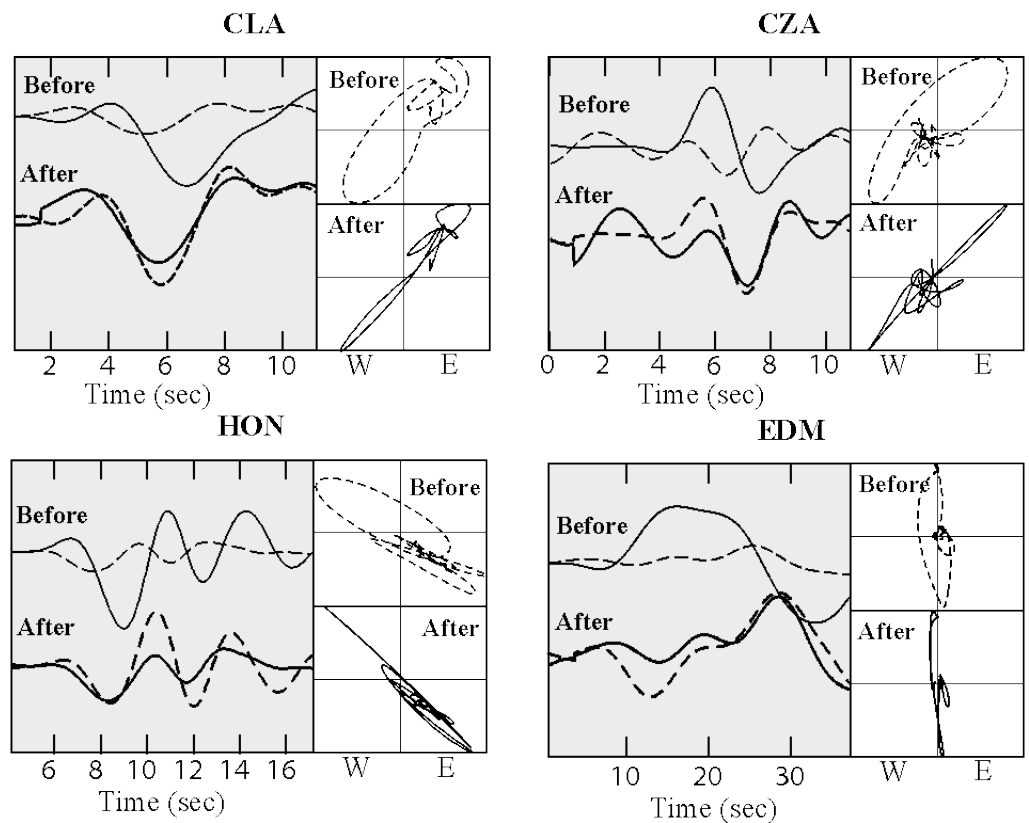 CLA
Before
After
Before
After
2 4 6 8 10
W E
Time (sec)
CZA
Before
After
Before
After
0 2 4 6 8 10
W E
Time (sec)
HON
Before
After
Before
After
6 8 10 12 14 16
W E
Time (sec)
EDM
Before
After
Before
After
10 20 30
W E
Time (sec)